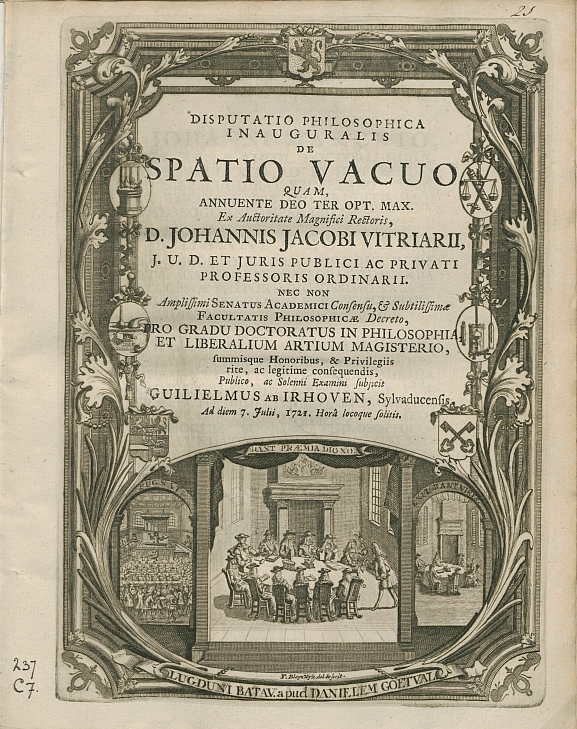 25
DISPUTATIO PHILOSOPHICA
INAUGURALIS
DE
SPATIO VACUO
QUAM,
ANNUENTE DEO TER OPT. MAX.
Ex Auctoritate Magnifici Rectoris,
D. JOHANNIS JACOBI VITRIARII,
J. U. D. ET JURIS PUBLICI AC PRIVATI
PROFESSORIS ORDINARII.
NEC NON
Ampliſſimi SENATUS ACADEMICI Conſenſu, & Subtiliſſimæ
FACULTATIS PHILOSOPHICÆ Decreto,
PRO GRADU DOCTORATUS IN PHILOSOPHIA,
ET LIBERALIUM ARTIUM MAGISTERIO,
ſummisque Honoribus, & Privilegiis
rite, ac legitime conſequendis,
Publico, ac Solenni Examini ſubjicit
GUILIELMUS AB IRHOVEN, Sylvaducensis.
Ad diem 7. Julii, 1721. Horâ locoque ſolitis.
DANT PRÆMIA DIGNO
LUGDUNI BATAV. apud DANIELEM GOETVAL
237
C7.